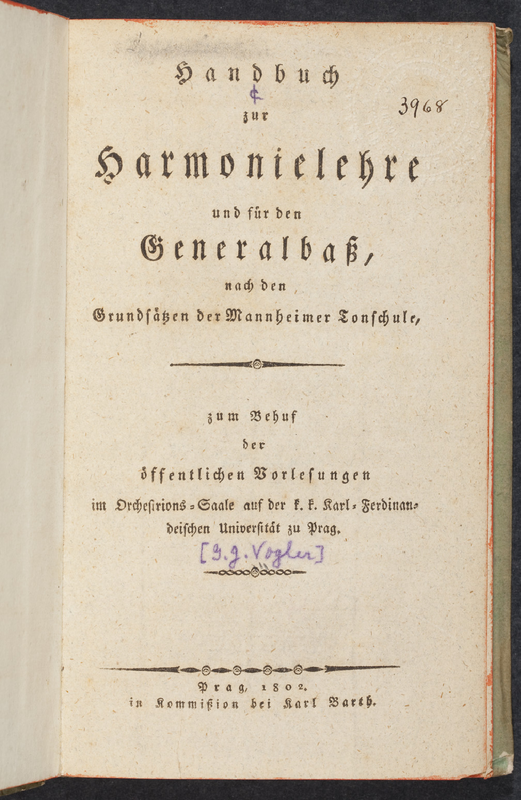 Handbuch
¢
zur
3968
Harmonielehre
und für den
Generalbaß,
nach den
Grundsätzen der Mannheimer Tonschule,
zum Behuf
der
öffentlichen Vorlesungen
im Orchestrions-Saale auf der k. k. Karl-Ferdinan-
deischen Universität zu Prag.
[G. J. Vogler]
Prag, 1802.
in Kommißion bei Karl Barth.